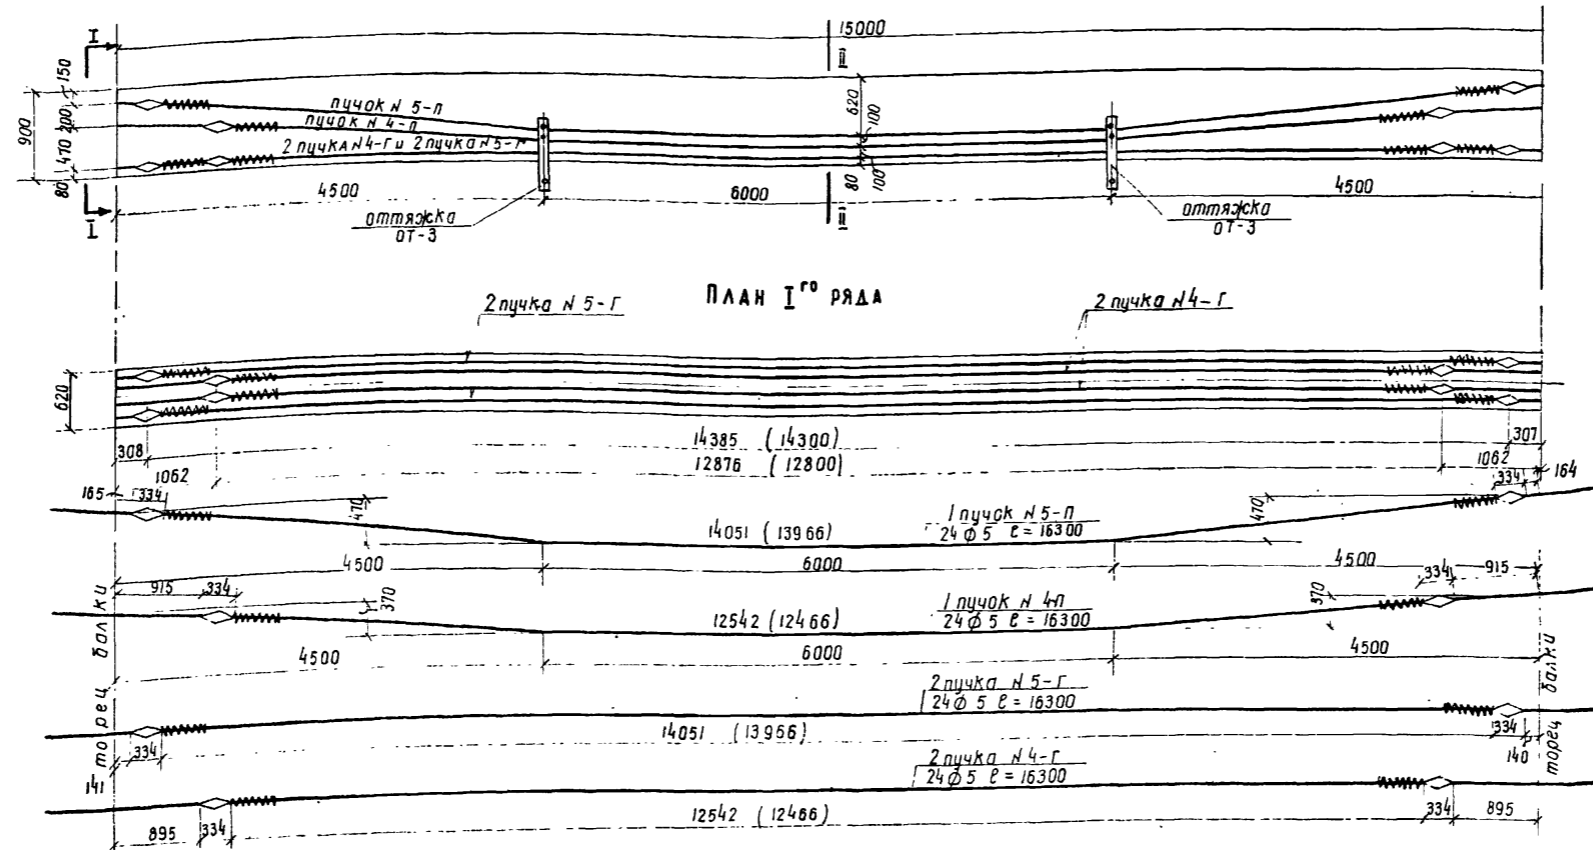 I
15000
II
150
200
470
80
900
пучок N 5-п
пучок N 4-п
2 пучка N4-г и 2 пучка N5-г
620
100
100
80
4500
6000
4500
I
оттяжка
ОТ-3
II
оттяжка
ОТ-3
План I го ряда
2 пучка N 5-Г
2 пучка N4-Г
620
14385 (14300)
308
307
12876 (12800)
1062
1062
165
334
334
164
470
14051 (13966)
1 пучок N 5-п
24 Ф 5 ℓ = 16300
470
4500
6000
4500
915
334
334
915
370
12542 (12466)
1 пучок N 4п
24 Ф 5 ℓ = 16300
370
4500
6000
4500
торец балки
торец балки
2 пучка N 5-Г
24 Ф 5 ℓ = 16300
334
14051 (13966)
334
141
140
2 пучка N 4-Г
24 Ф 5 ℓ = 16300
895
334
12542 (12466)
334
895